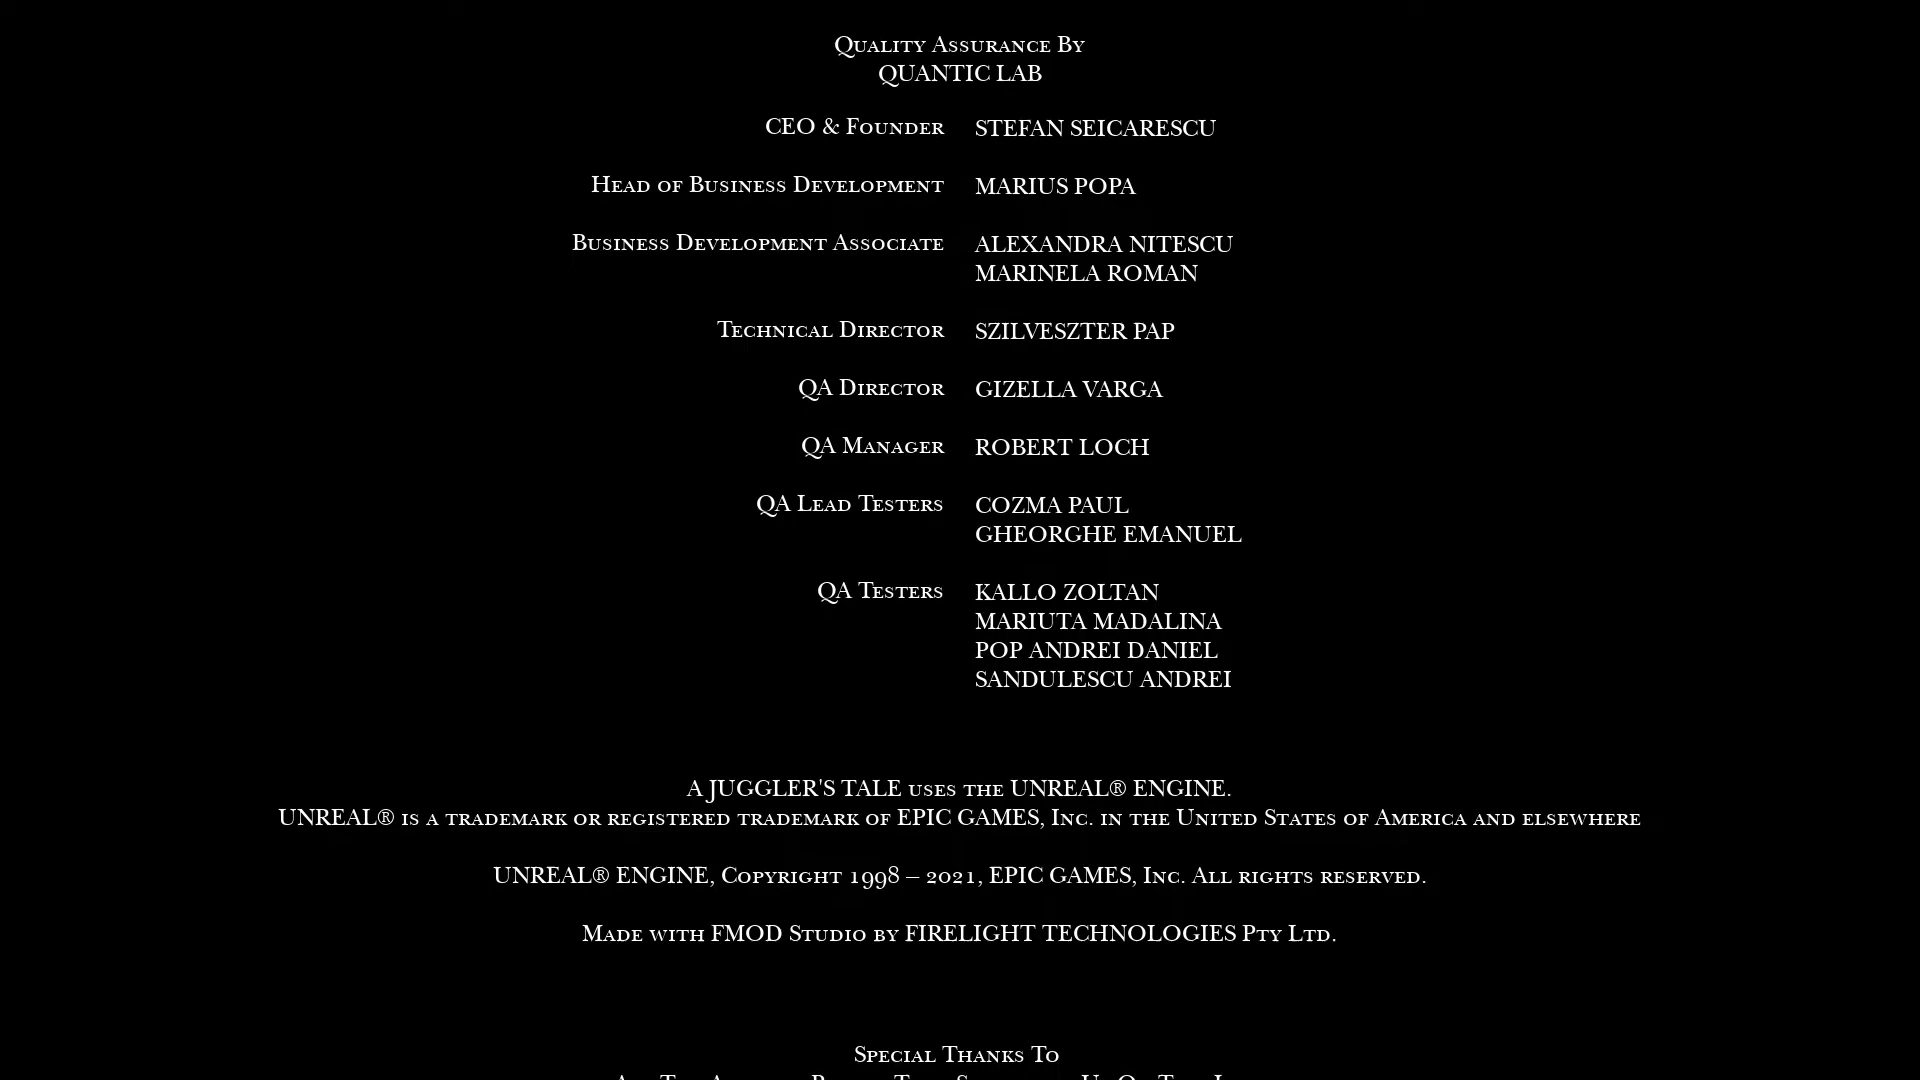 Quality Assurance By
QUANTIC LAB
CEO & Founder STEFAN SEICARESCU
Head of Business Development MARIUS POPA
Business Development Associate ALEXANDRA NITESCU
MARINELA ROMAN
Technical Director SZILVESZTER PAP
QA Director GIZELLA VARGA
QA Manager ROBERT LOCH
QA Lead Testers COZMA PAUL
GHEORGHE EMANUEL
QA Testers KALLO ZOLTAN
MARIUTA MADALINA
POP ANDREI DANIEL
SANDULESCU ANDREI
A JUGGLER'S TALE uses the UNREAL® ENGINE.
UNREAL® is a trademark or registered trademark of EPIC GAMES, Inc. in the United States of America and elsewhere
UNREAL® ENGINE, Copyright 1998 – 2021, EPIC GAMES, Inc. All rights reserved.
Made with FMOD Studio by FIRELIGHT TECHNOLOGIES Pty Ltd.
Special Thanks To